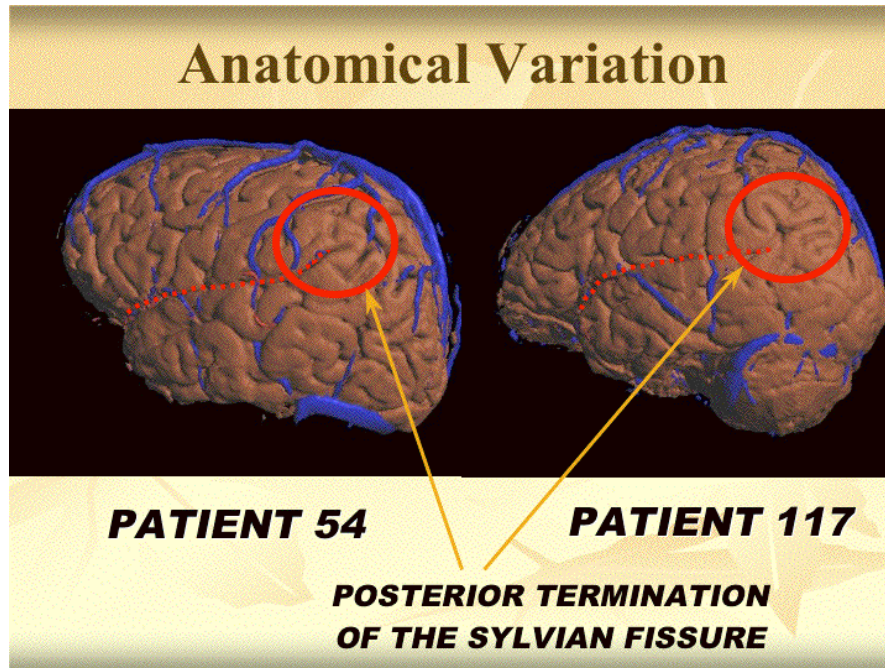 Anatomical Variation
PATIENT 54
PATIENT 117
POSTERIOR TERMINATION
OF THE SYLVIAN FISSURE